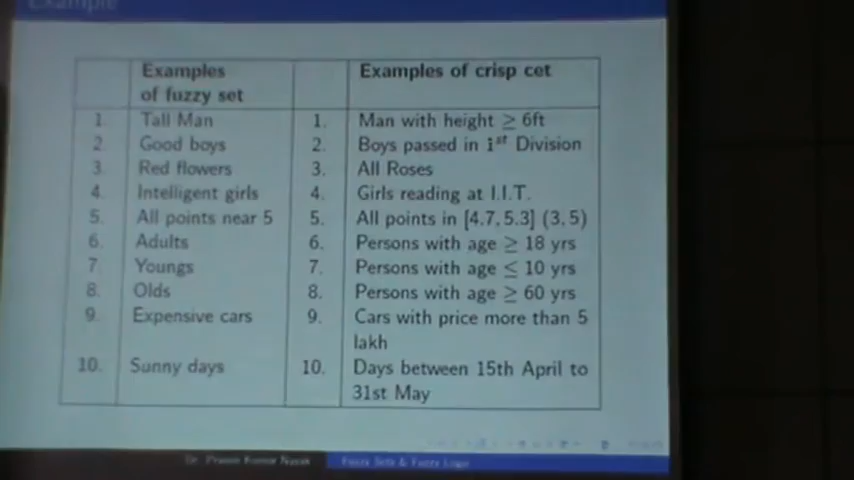 Example
Examples of fuzzy set
Examples of crisp cet
1. Tall Man 1. Man with height ≥ 6ft
2. Good boys 2. Boys passed in 1st Division
3. Red flowers 3. All Roses
4. Intelligent girls 4. Girls reading at I.I.T.
5. All points near 5 5. All points in [4.7, 5.3] (3, 5)
6. Adults 6. Persons with age ≥ 18 yrs
7. Youngs 7. Persons with age ≤ 10 yrs
8. Olds 8. Persons with age ≥ 60 yrs
9. Expensive cars 9. Cars with price more than 5
lakh
10. Sunny days 10. Days between 15th April to
31st May
Kumar Fuzzy Sets & Fuzzy Logic